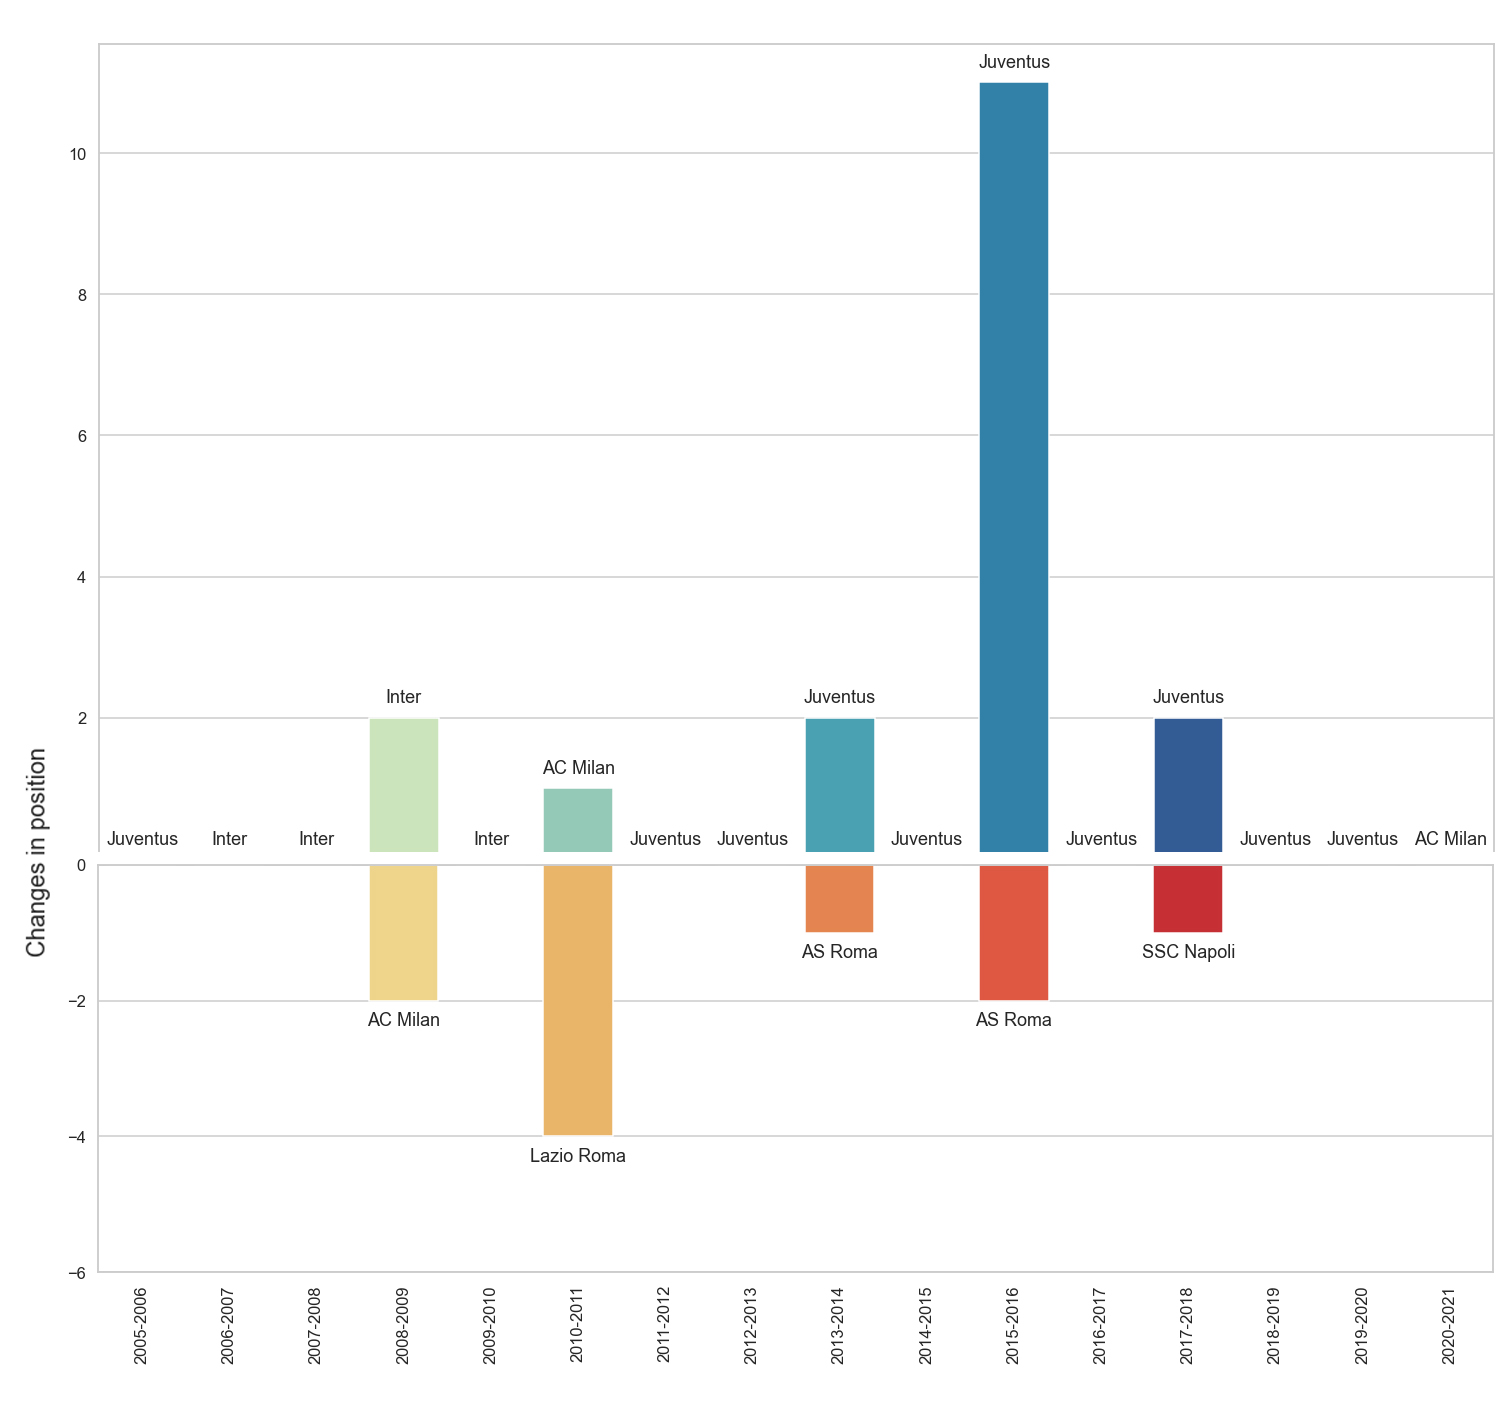 Juventus
10
8
6
4
Inter
Juventus
Juventus
2
AC Milan
Juventus
Inter
Inter
Inter
Juventus
Juventus
Juventus
Juventus
Juventus
Juventus
AC Milan
Changes in position
0
AS Roma
SSC Napoli
−2
AC Milan
AS Roma
−4
Lazio Roma
−6
2005-2006
2006-2007
2007-2008
2008-2009
2009-2010
2010-2011
2011-2012
2012-2013
2013-2014
2014-2015
2015-2016
2016-2017
2017-2018
2018-2019
2019-2020
2020-2021